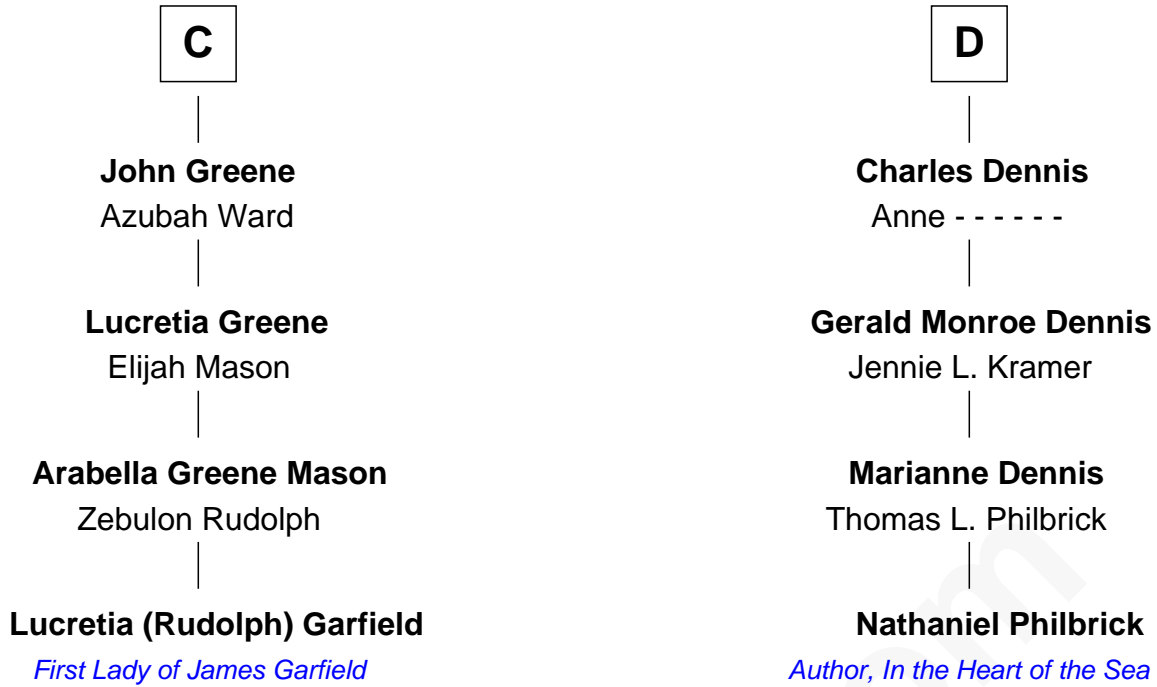 C
John Greene
Azubah Ward
Lucretia Greene
Elijah Mason
Arabella Greene Mason
Zebulon Rudolph
Lucretia (Rudolph) Garfield
First Lady of James Garfield
D
Charles Dennis
Anne - - - - - -
Gerald Monroe Dennis
Jennie L. Kramer
Marianne Dennis
Thomas L. Philbrick
Nathaniel Philbrick
Author, In the Heart of the Sea